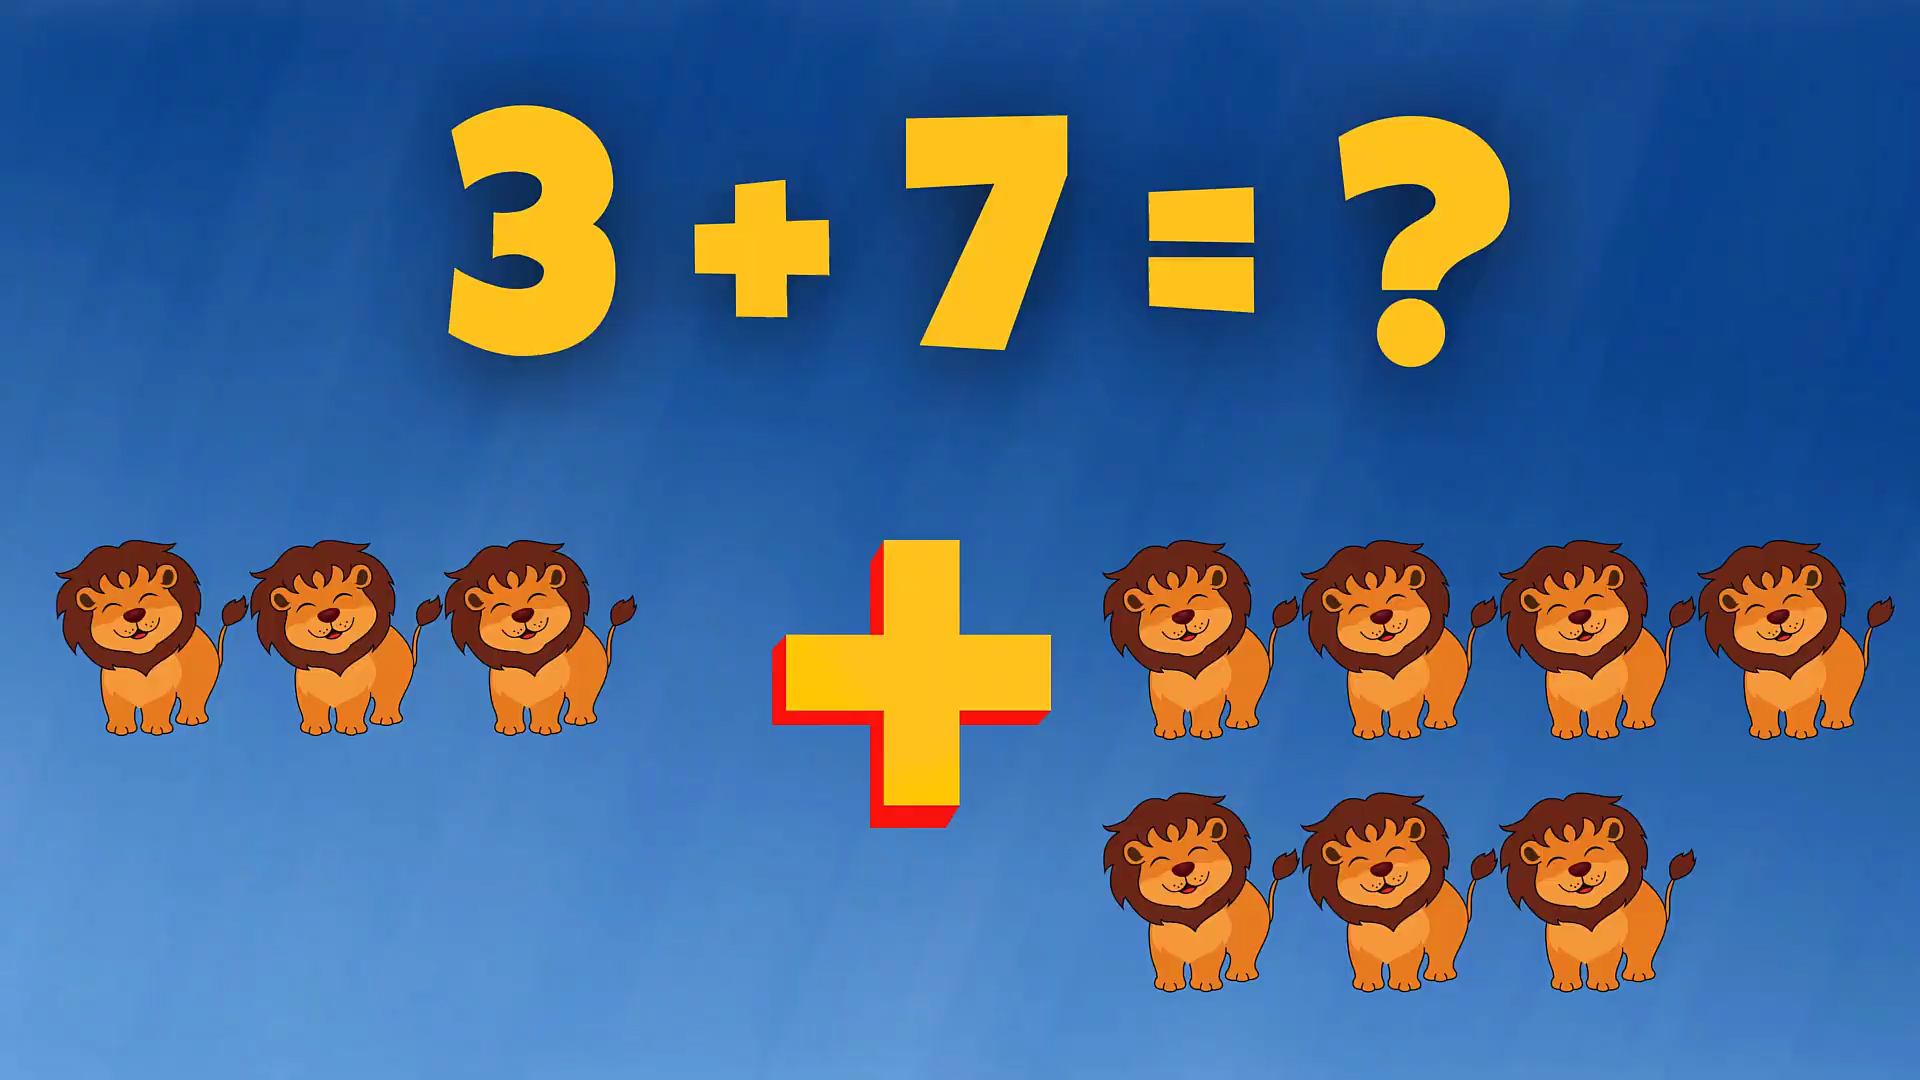 3 + 7 = ?
+